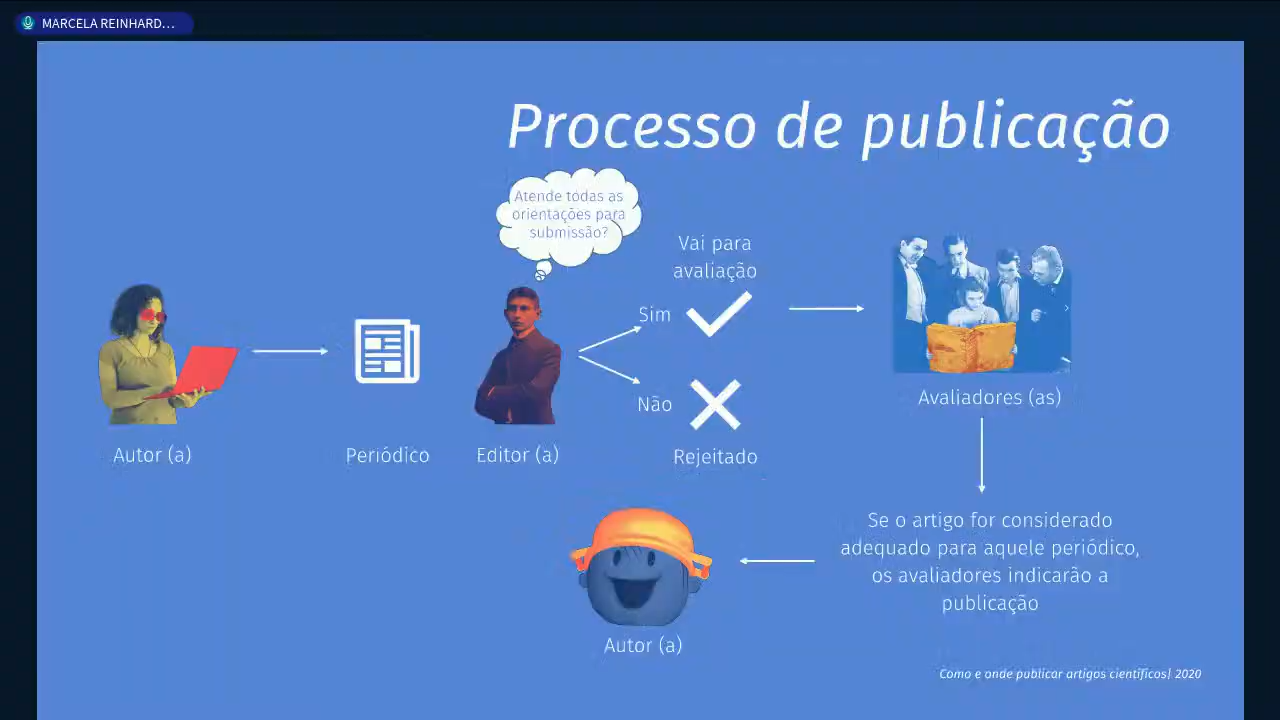 MARCELA REINHARD...
Processo de publicação
Atende todas as
orientações para
submissão?
Vai para
avaliação
Sim
Não
Rejeitado
Autor (a)
Periódico
Editor (a)
Avaliadores (as)
Se o artigo for considerado
adequado para aquele periódico,
os avaliadores indicarão a
publicação
Autor (a)
Como e onde publicar artigos científicos| 2020